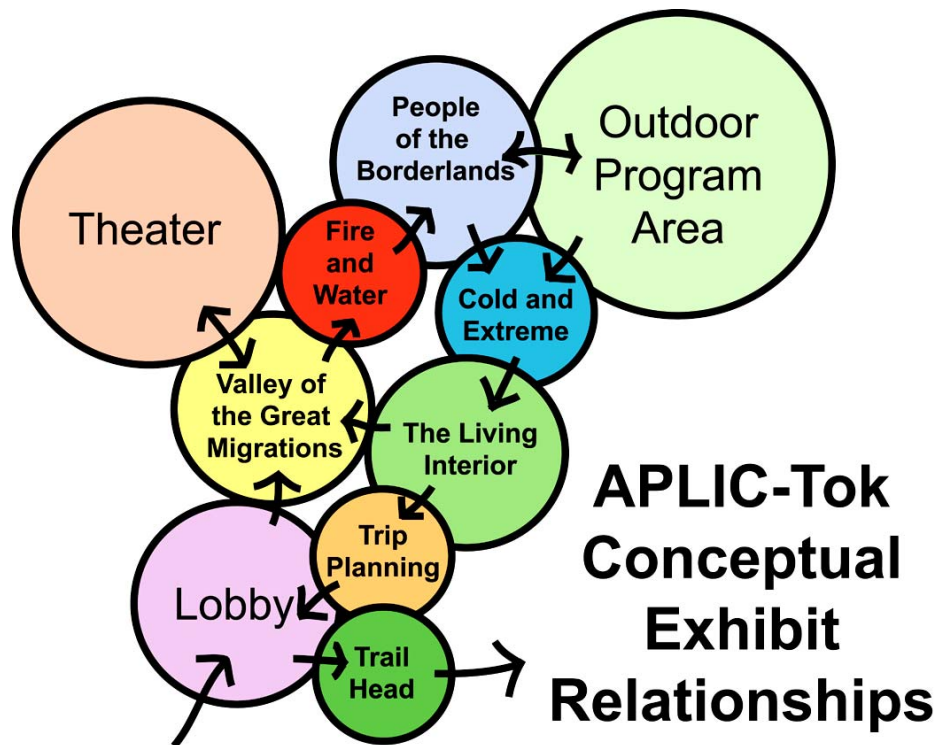 People
of the
Borderlands
Outdoor
Program
Area
Theater
Fire
and
Water
Cold and
Extreme
Valley of
the Great
Migrations
The Living
Interior
Trip
Planning
Lobby
Trail
Head
APLIC-Tok
Conceptual
Exhibit
Relationships